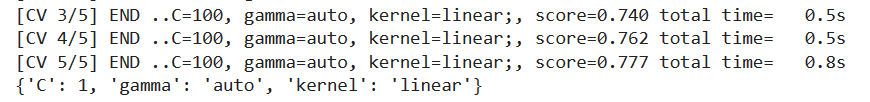 [CV 3/5] END ..C=100, gamma=auto, kernel=linear;, score=0.740 total time=   0.5s
[CV 4/5] END ..C=100, gamma=auto, kernel=linear;, score=0.762 total time=   0.5s
[CV 5/5] END ..C=100, gamma=auto, kernel=linear;, score=0.777 total time=   0.8s
{'C': 1, 'gamma': 'auto', 'kernel': 'linear'}